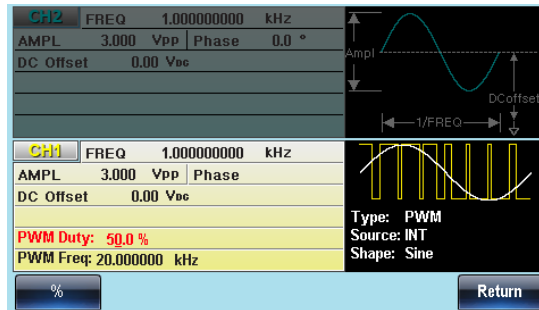 CH2 FREQ 1.000000000 kHz
AMPL 3.000 VPP Phase 0.0 °
DC Offset 0.00 VDC
Ampl
DCoffset
1/FREQ
CH1 FREQ 1.000000000 kHz
AMPL 3.000 VPP Phase
DC Offset 0.00 VDC
PWM Duty: 50.0 %
PWM Freq: 20.000000 kHz
Type: PWM
Source: INT
Shape: Sine
%
Return